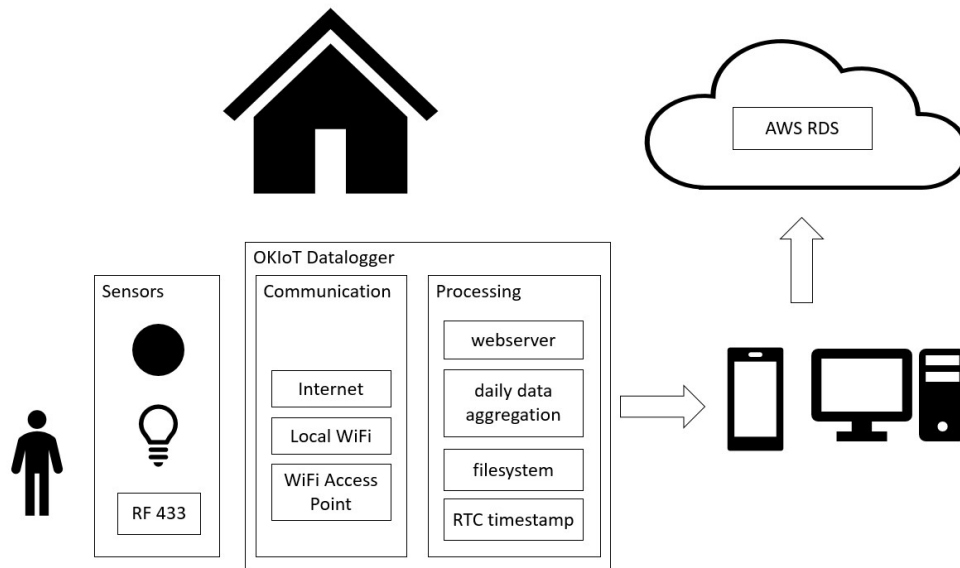 AWS RDS
OKIoT Datalogger
Sensors
RF 433
Communication
Internet
Local WiFi
WiFi Access
Point
Processing
webserver
daily data
aggregation
filesystem
RTC timestamp